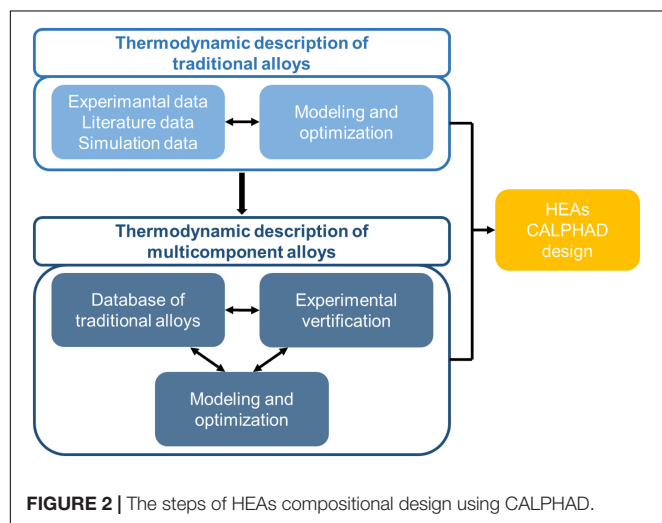 Thermodynamic description of
traditional alloys
Experimantal data
Literature data
Simulation data
Modeling and
optimization
Thermodynamic description of
multicomponent alloys
Database of
traditional alloys
Experimental
vertification
Modeling and
optimization
HEAs
CALPHAD
design
FIGURE 2 | The steps of HEAs compositional design using CALPHAD.